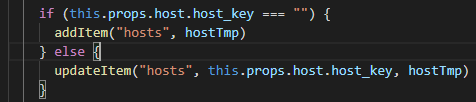 if (this.props.host.host_key === "") {
addItem("hosts", hostTmp)
} else {
updateItem("hosts", this.props.host.host_key, hostTmp)
}